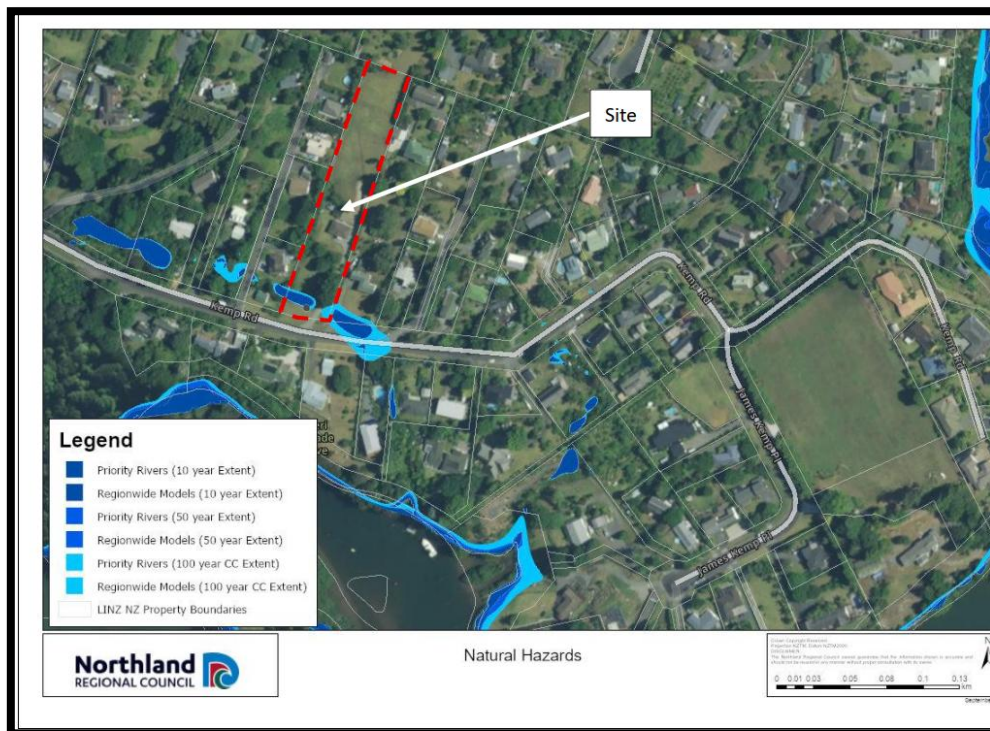 Site
Kemp Rd
Kemp Rd
Kemp Rd
James Kemp Pl
James Kemp Pl
Legend
Priority Rivers (10 year Extent)
Regionwide Models (10 year Extent)
Priority Rivers (50 year Extent)
Regionwide Models (50 year Extent)
Priority Rivers (100 year CC Extent)
Regionwide Models (100 year CC Extent)
LINZ NZ Property Boundaries
Northland
REGIONAL COUNCIL
Natural Hazards
0 0.01 0.03 0.05 0.08 0.1 0.13
km